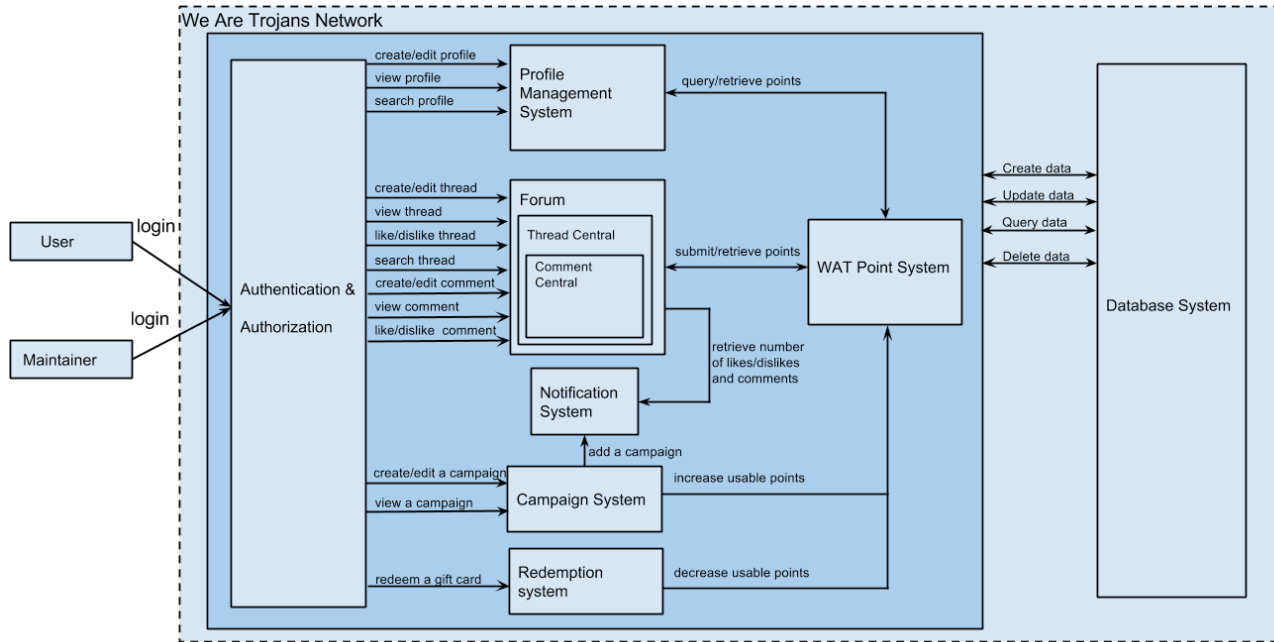 We Are Trojans Network
create/edit profile
view profile
search profile
Profile
Management
System
query/retrieve points
create/edit thread
view thread
like/dislike thread
search thread
create/edit comment
view comment
like/dislike  comment
Forum
Thread Central
Comment
Central
submit/retrieve points
WAT Point System
Create data
Update data
Query data
Delete data
Database System
User
login
Maintainer
login
Authentication &
Authorization
retrieve number
of likes/dislikes
and comments
Notification
System
add a campaign
create/edit a campaign
view a campaign
Campaign System
increase usable points
redeem a gift card
Redemption
system
decrease usable points